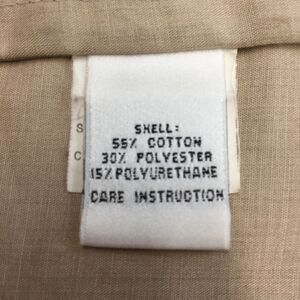 SHELL:
55% COTTON
30% POLYESTER
15% POLYURETHANE
CARE INSTRUCTION
S
C